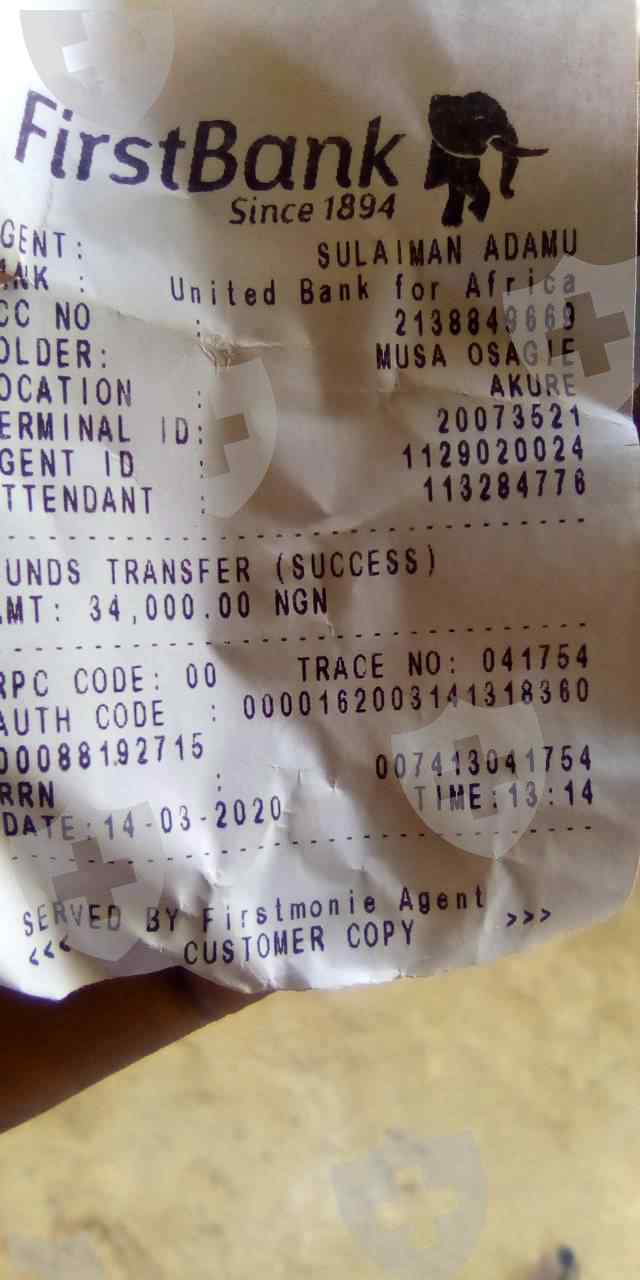 FirstBank
Since 1894
GENT: SULAIMAN ADAMU
ANK : United Bank for Africa
CC NO : 2138849669
OLDER: MUSA OSAGIE
OCATION : AKURE
ERMINAL ID: 20073521
GENT ID : 1129020024
TTENDANT : 113284776
UNDS TRANSFER (SUCCESS)
MT: 34,000.00 NGN
RPC CODE: 00 TRACE NO: 041754
AUTH CODE : 0000162003141318360
00088192715
RRN : 007413041754
DATE:14-03-2020 TIME:13:14
SERVED BY Firstmonie Agent
<<< CUSTOMER COPY >>>